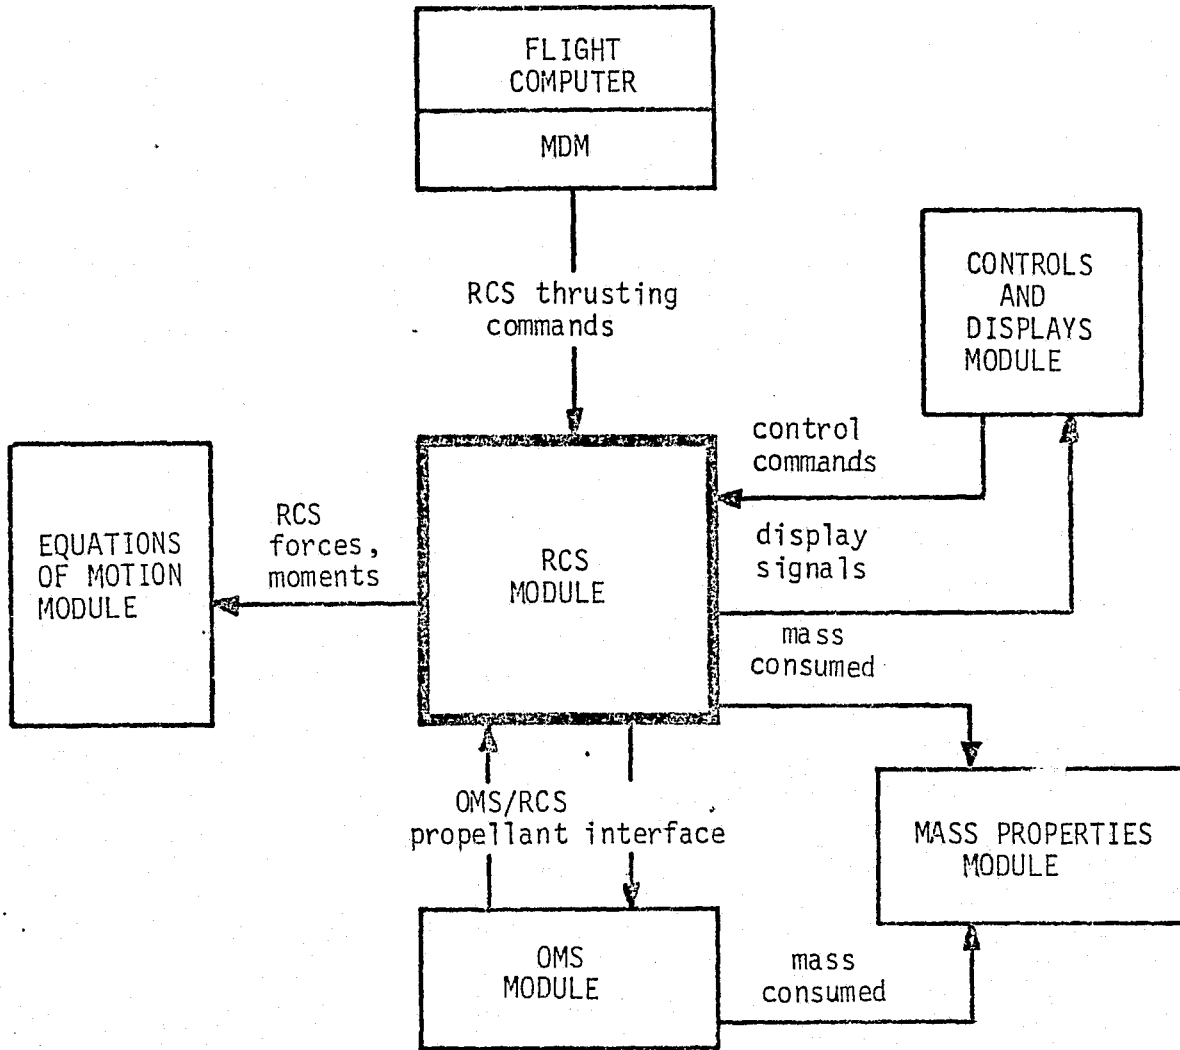 FLIGHT
COMPUTER
MDM
RCS thrusting
commands
CONTROLS
AND
DISPLAYS
MODULE
control
commands
display
signals
EQUATIONS
OF MOTION
MODULE
RCS
forces,
moments
RCS
MODULE
mass
consumed
OMS/RCS
propellant interface
MASS PROPERTIES
MODULE
OMS
MODULE
mass
consumed